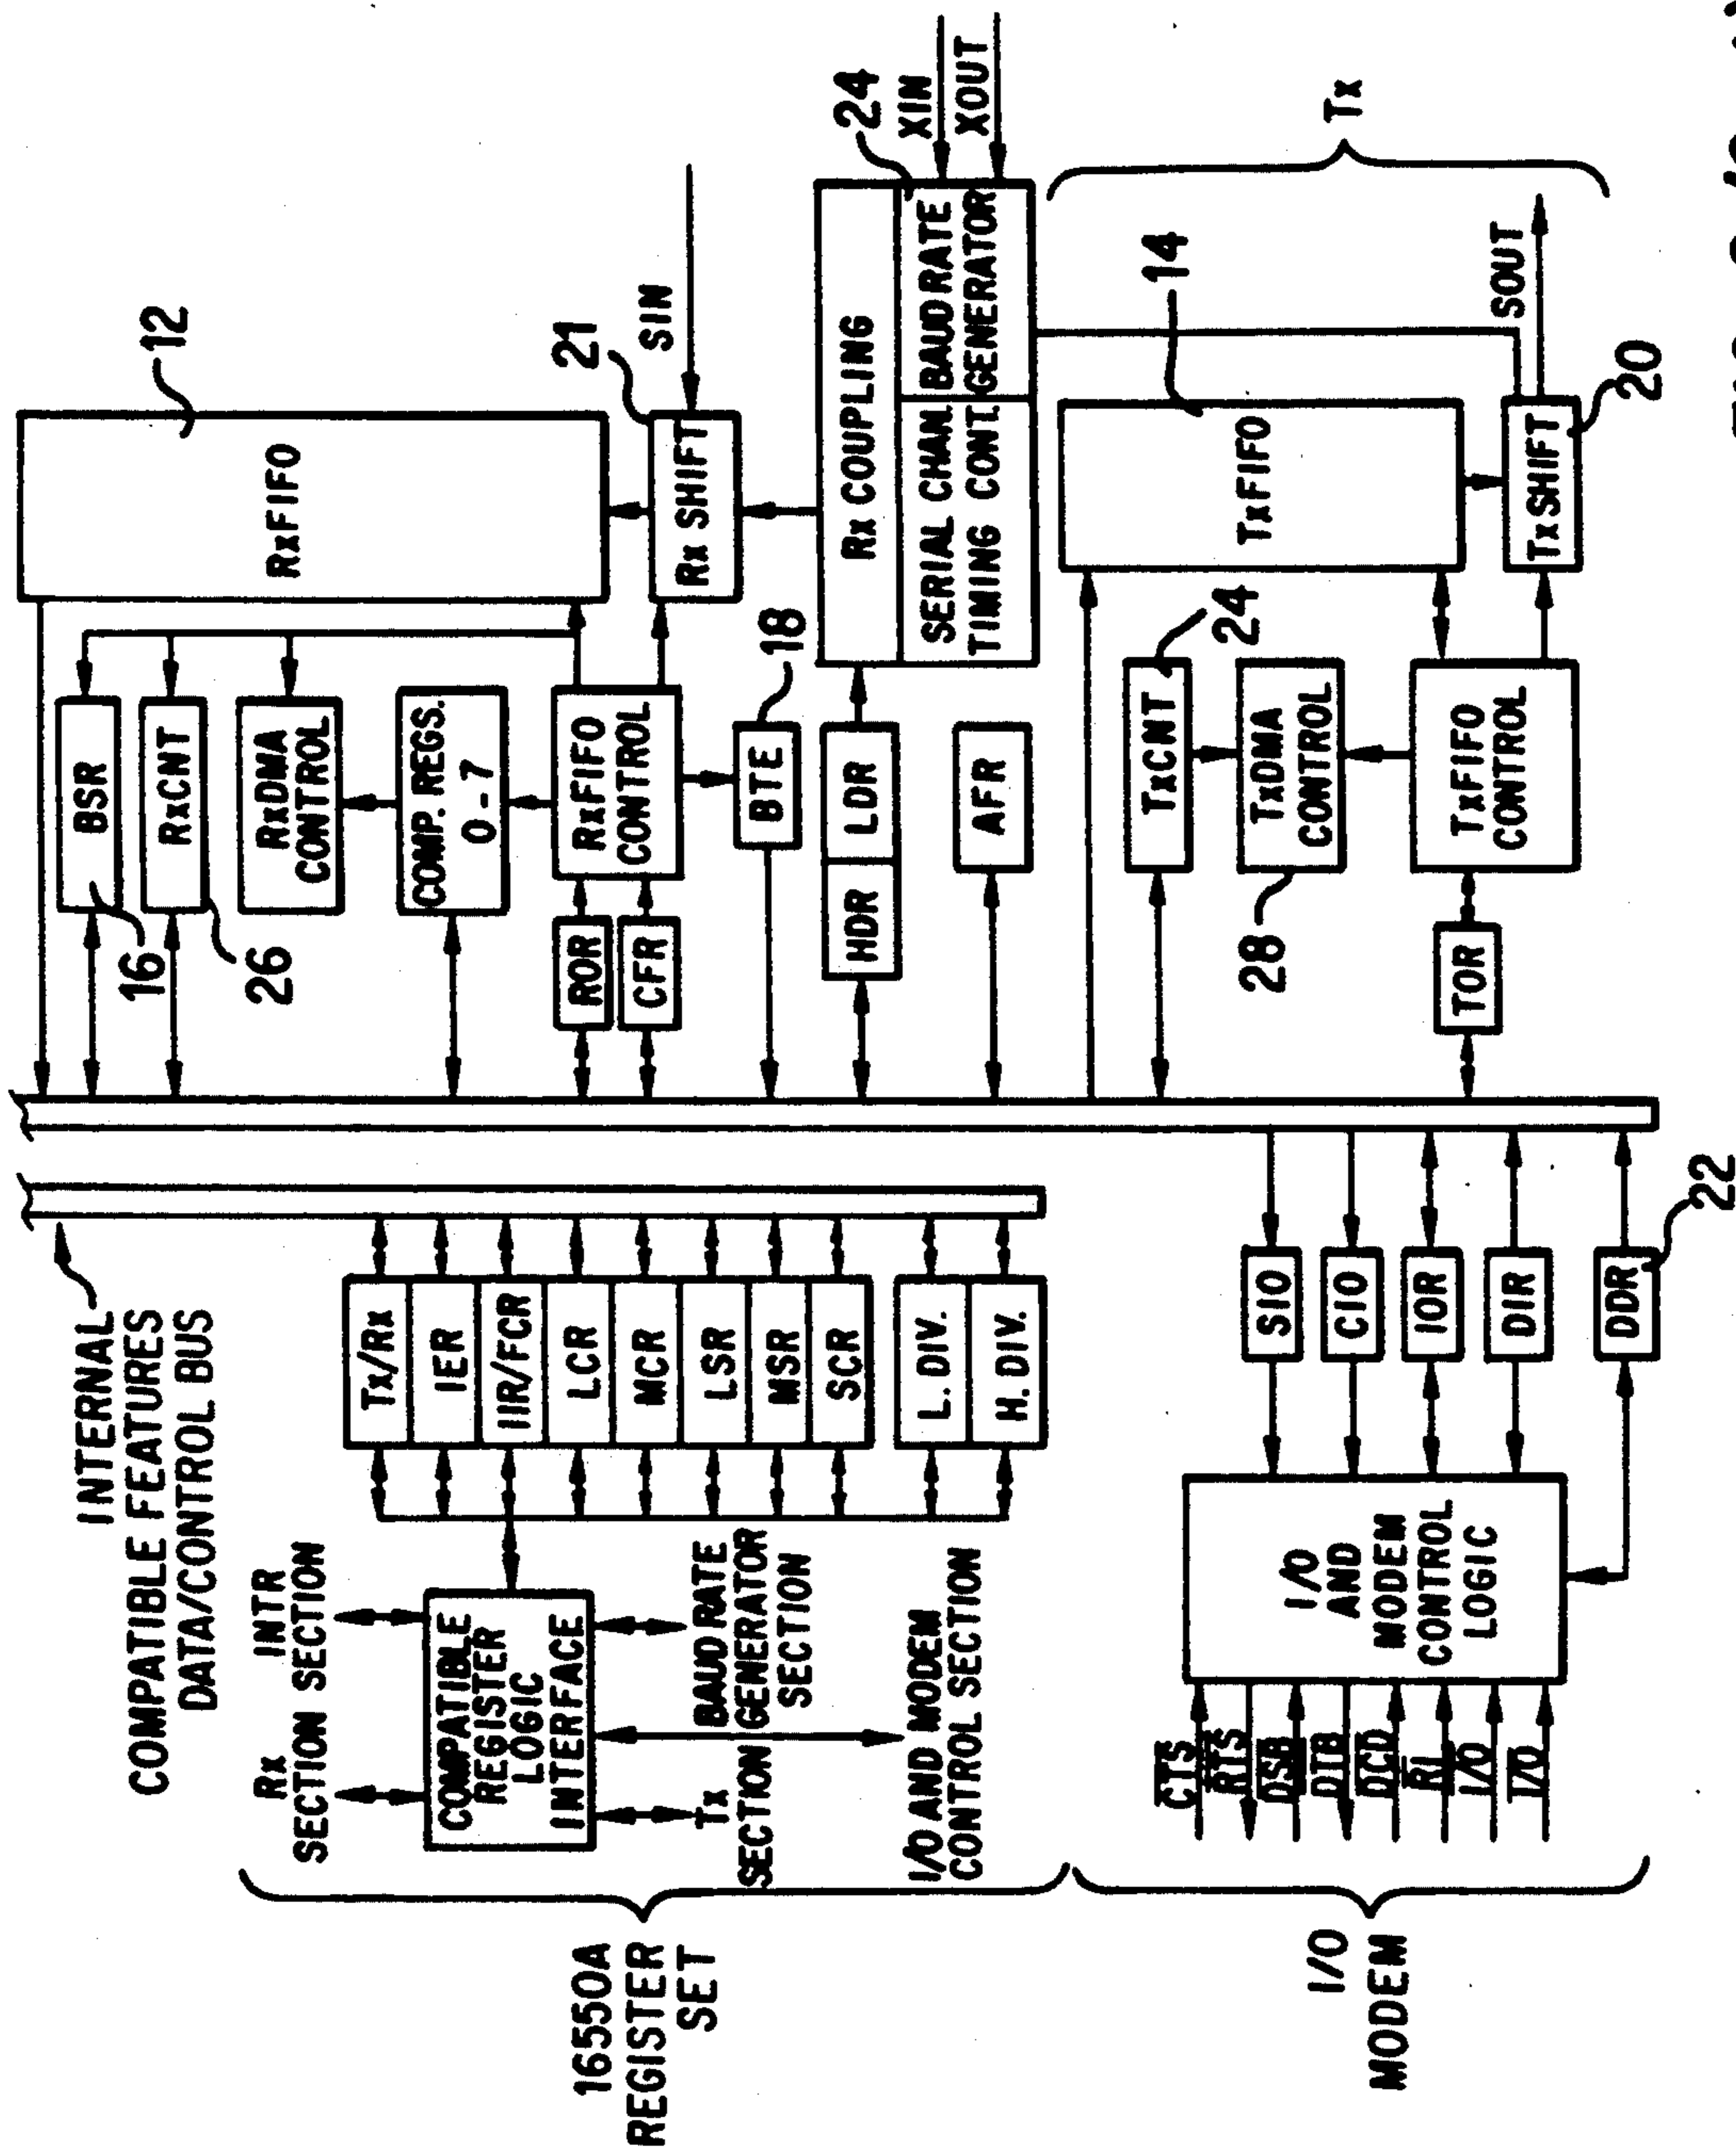 INTERNAL
COMPATIBLE FEATURES
DATA/CONTROL BUS
Rx
SECTION
INTR
SECTION
COMPATIBLE
REGISTER
LOGIC
INTERFACE
Tx
SECTION
BAUD RATE
GENERATOR
SECTION
I/O AND MODEM
CONTROL SECTION
16550A
REGISTER
SET
Tx/Rx
IER
IIR/FCR
LCR
MCR
LSR
MSR
SCR
L. DIV.
H. DIV.
I/O
MODEM
CTS
RTS
DSR
DTB
DCD
RI
I/O
I/O
I/O
AND
MODEM
CONTROL
LOGIC
SIO
CIO
IOR
DIR
DDR
22
BSR
16
RxCNT
26
RxDMA
CONTROL
COMP. REGS.
0-7
ROR
CFR
RxFIFO
CONTROL
BTE
18
HDR
LDR
AFR
RxFIFO
12
Rx SHIFT
21
SIN
Rx COUPLING
SERIAL CHAN.
TIMING CONT.
BAUD RATE
GENERATOR
24
XIN
XOUT
TxCNT
24
TxDMA
CONTROL
28
TOR
TxFIFO
CONTROL
TxFIFO
14
TxSHIFT
20
SOUT
Tx